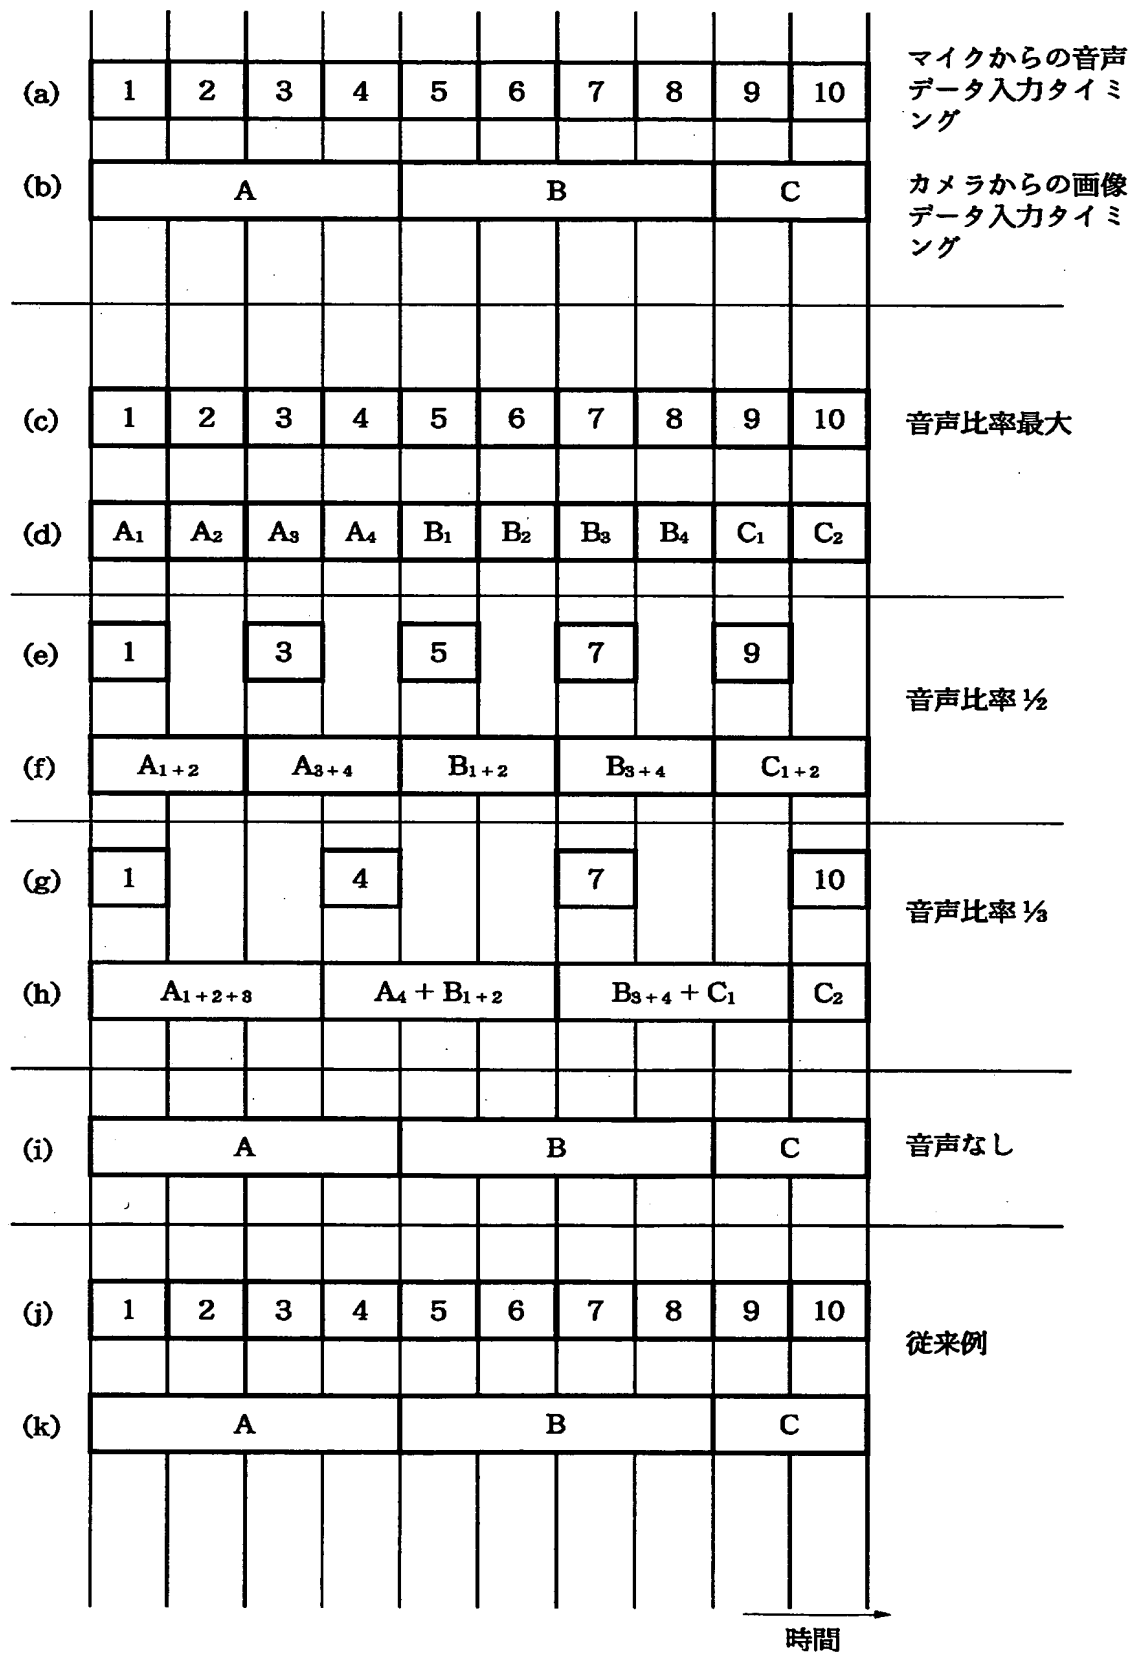 (a) 1 2 3 4 5 6 7 8 9 10
マイクからの音声
データ入力タイミ
ング
(b) A B C
カメラからの画像
データ入力タイミ
ング
(c) 1 2 3 4 5 6 7 8 9 10
音声比率最大
(d) A₁ A₂ A₃ A₄ B₁ B₂ B₃ B₄ C₁ C₂
(e) 1 3 5 7 9
音声比率 ½
(f) A₁₊₂ A₃₊₄ B₁₊₂ B₃₊₄ C₁₊₂
(g) 1 4 7 10
音声比率 ⅓
(h) A₁₊₂₊₃ A₄ + B₁₊₂ B₃₊₄ + C₁ C₂
(i) A B C
音声なし
(j) 1 2 3 4 5 6 7 8 9 10
従来例
(k) A B C
時間